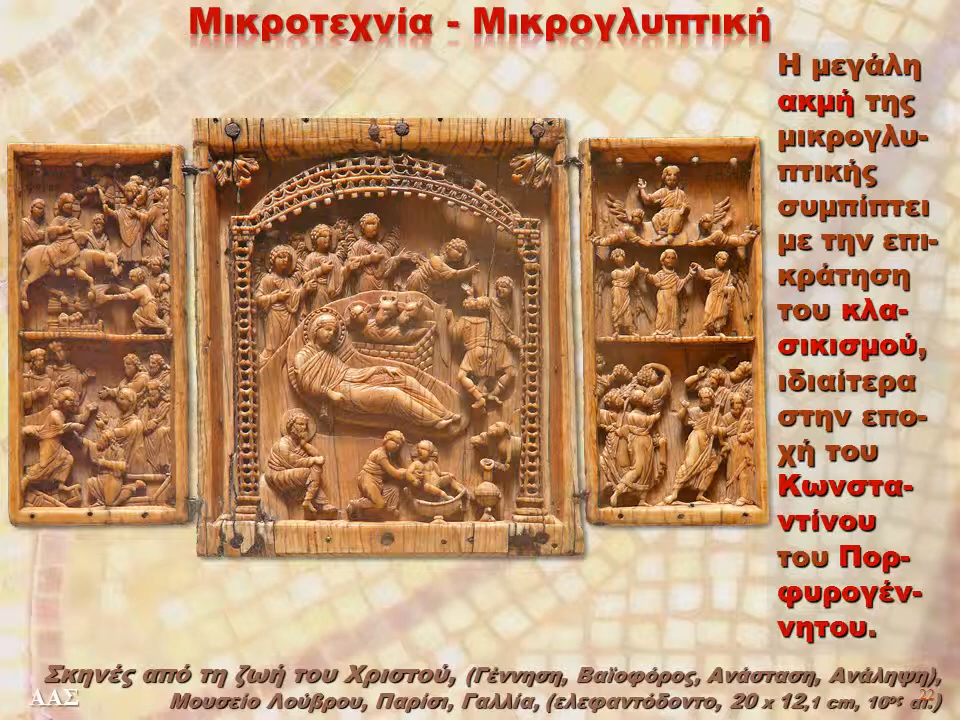 Μικροτεχνία - Μικρογλυπτική
Η μεγάλη
ακμή της
μικρογλυ-
πτικής
συμπίπτει
με την επι-
κράτηση
του κλα-
σικισμού,
ιδιαίτερα
στην επο-
χή του
Κωνστα-
ντίνου
του Πορ-
φυρογέν-
νητου.
Σκηνές από τη ζωή του Χριστού, (Γέννηση, Βαϊοφόρος, Ανάσταση, Ανάληψη),
Μουσείο Λούβρου, Παρίσι, Γαλλία, (ελεφαντόδοντο, 20 x 12,1 cm, 10ος αι.)
ΑΑΣ
22